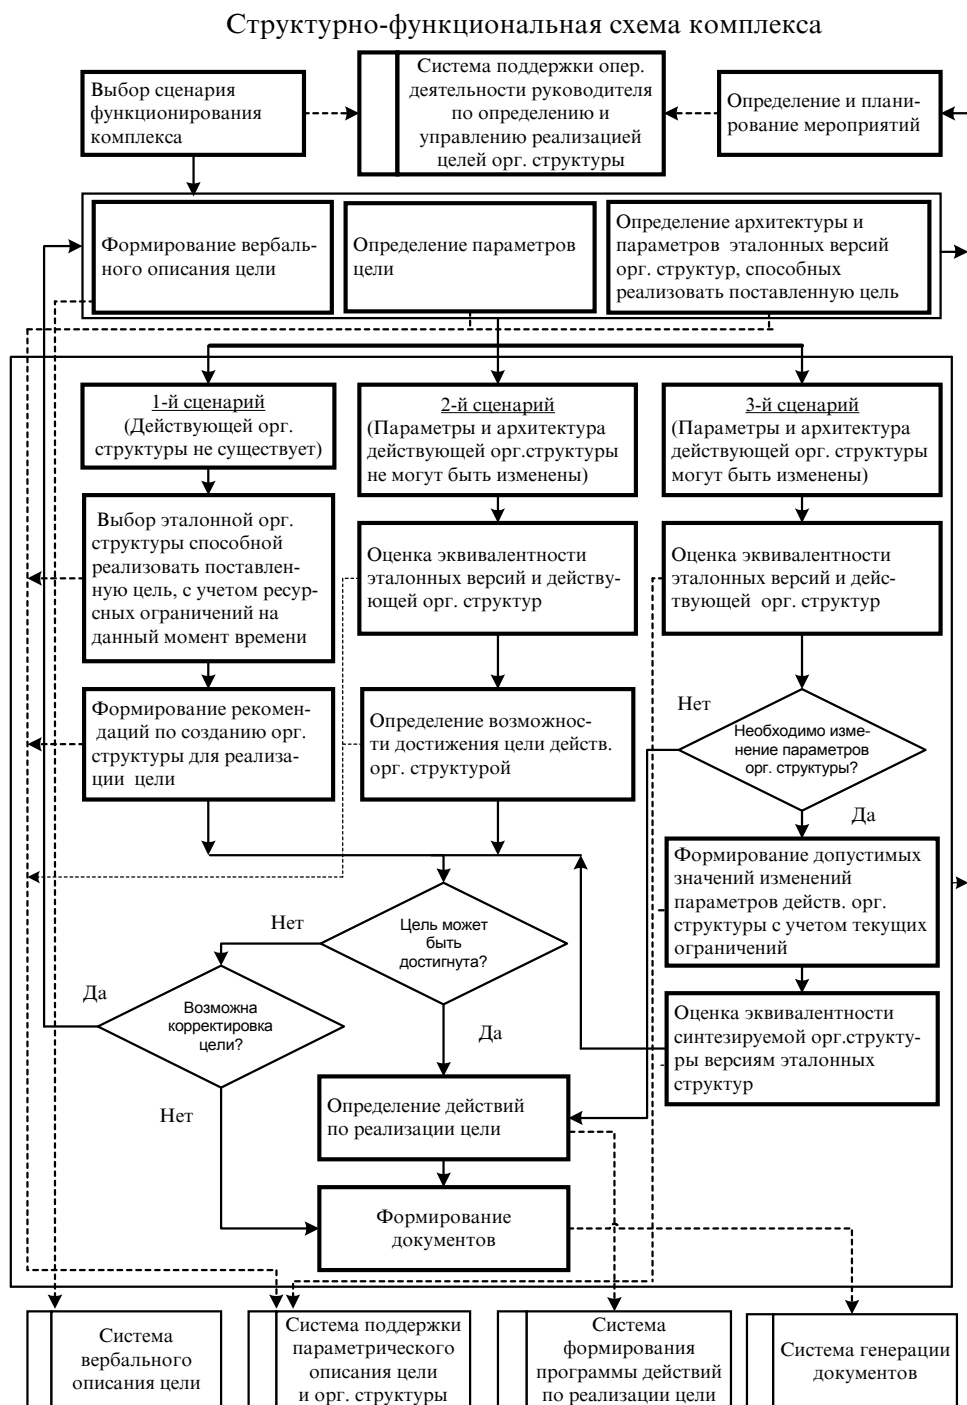 Структурно-функциональная схема комплекса
Выбор сценария
функционирования
комплекса
Система поддержки опер.
деятельности руководителя
по определению и
управлению реализацией
целей орг. структуры
Определение и плани-
рование мероприятий
Формирование вербаль-
ного описания цели
Определение параметров
цели
Определение архитектуры и
параметров эталонных версий
орг. структур, способных
реализовать поставленную цель
1-й сценарий
(Действующей орг.
структуры не существует)
2-й сценарий
(Параметры и архитектура
действующей орг.структуры
не могут быть изменены)
3-й сценарий
(Параметры и архитектура
действующей орг. структуры
могут быть изменены)
Выбор эталонной орг.
структуры способной
реализовать поставлен-
ную цель, с учетом ресур-
сных ограничений на
данный момент времени
Оценка эквивалентности
эталонных версий и действу-
ющей орг. структур
Оценка эквивалентности
эталонных версий и дейс-
твующей орг. структур
Формирование рекомен-
даций по созданию орг.
структуры для реализа-
ции цели
Определение возможнос-
ти достижения цели действ.
орг. структурой
Нет
Необходимо изме-
нение параметров
орг. структуры?
Да
Формирование допустимых
значений изменений
параметров действ. орг.
структуры с учетом текущих
ограничений
Нет
Цель может
быть
достигнута?
Да
Возможна
корректировка
цели?
Да
Оценка эквивалентности
синтезируемой орг.структу-
ры версиям эталонных
структур
Нет
Определение действий
по реализации цели
Формирование
документов
Система
вербального
описания цели
Система поддержки
параметрического
описания цели
и орг. структуры
Система
формирования
программы действий
по реализации цели
Система генерации
документов